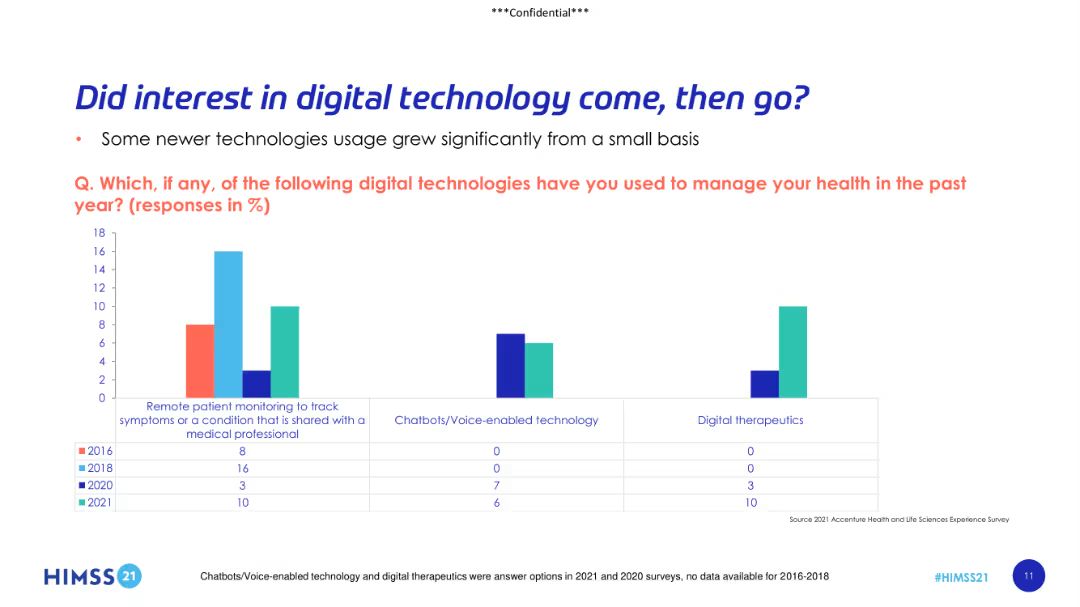 ***Confidential***
Did interest in digital technology come, then go?
• Some newer technologies usage grew significantly from a small basis
Q. Which, if any, of the following digital technologies have you used to manage your health in the past
year? (responses in %)
18
16
14
12
10
8
6
4
2
0
Remote patient monitoring to track
symptoms or a condition that is shared with a
medical professional
Chatbots/Voice-enabled technology
Digital therapeutics
2016 8 0 0
2018 16 0 0
2020 3 7 3
2021 10 6 10
Source 2021 Accenture Health and Life Sciences Experience Survey
HIMSS 21
Chatbots/Voice-enabled technology and digital therapeutics were answer options in 2021 and 2020 surveys, no data available for 2016-2018
#HIMSS21
11